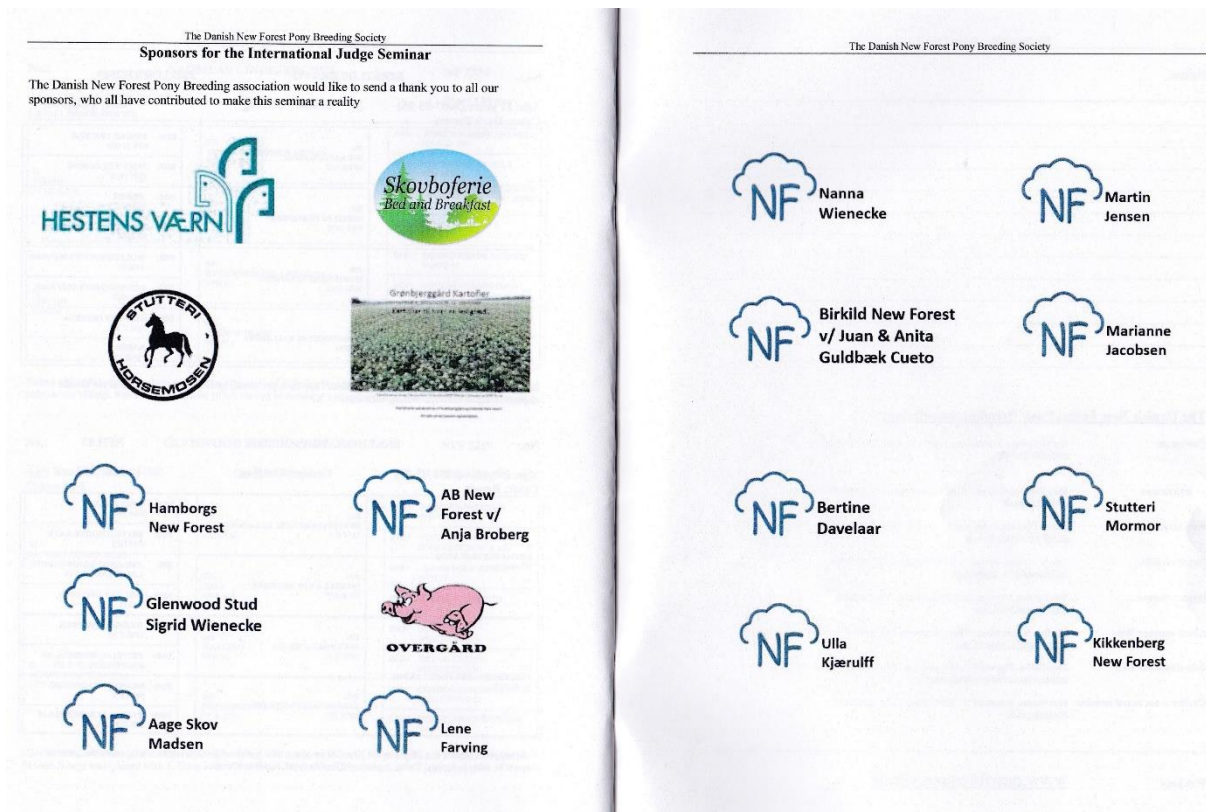 The Danish New Forest Pony Breeding Society
Sponsors for the International Judge Seminar
The Danish New Forest Pony Breeding association would like to send a thank you to all our
sponsors, who all have contributed to make this seminar a reality
HESTENS VÆRN
Skovboferie
Bed and Breakfast
STUTTERI
HORSEMOSEN
Grønbjerggård Kartofler
NF
Hamborgs
New Forest
NF
AB New
Forest v/
Anja Broberg
NF
Glenwood Stud
Sigrid Wienecke
OVERGÅRD
NF
Aage Skov
Madsen
NF
Lene
Farving
The Danish New Forest Pony Breeding Society
NF
Nanna
Wienecke
NF
Martin
Jensen
NF
Birkild New Forest
v/ Juan & Anita
Guldbæk Cueto
NF
Marianne
Jacobsen
NF
Bertine
Davelaar
NF
Stutteri
Mormor
NF
Ulla
Kjærulff
NF
Kikkenberg
New Forest